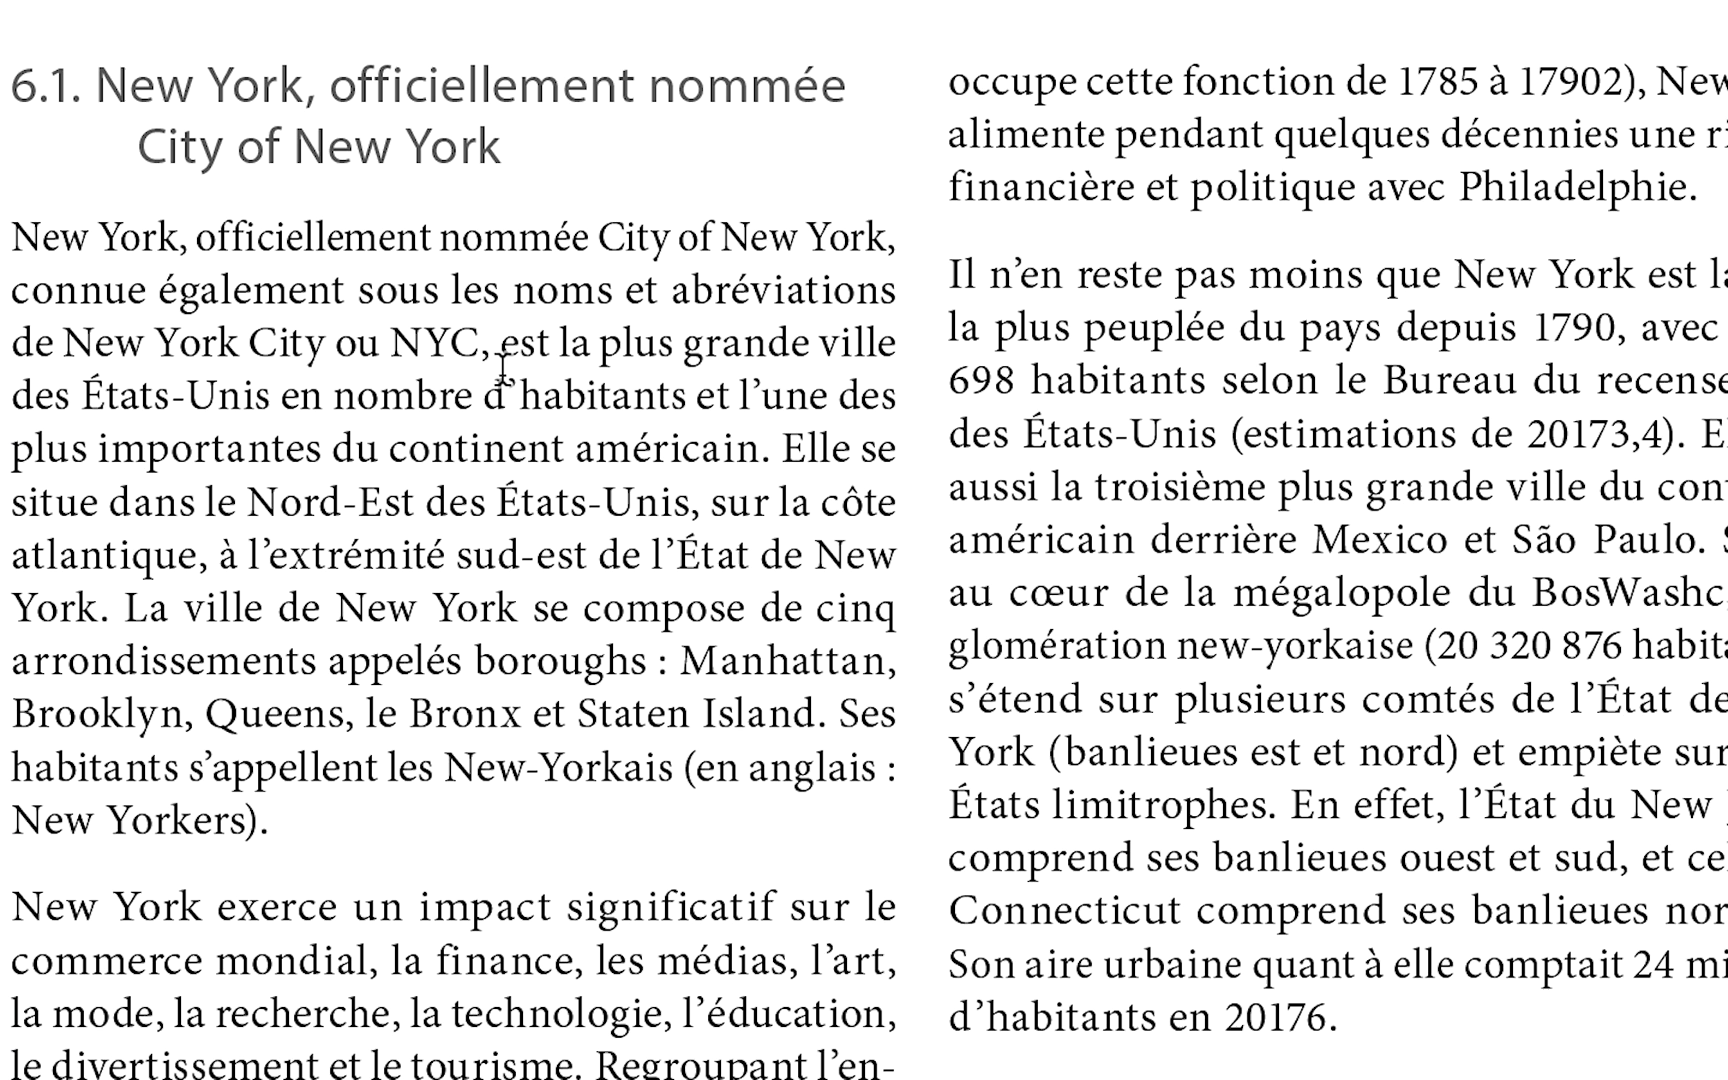 6.1. New York, officiellement nommée
City of New York
New York, officiellement nommée City of New York,
connue également sous les noms et abréviations
de New York City ou NYC, est la plus grande ville
des États-Unis en nombre d’habitants et l’une des
plus importantes du continent américain. Elle se
situe dans le Nord-Est des États-Unis, sur la côte
atlantique, à l’extrémité sud-est de l’État de New
York. La ville de New York se compose de cinq
arrondissements appelés boroughs : Manhattan,
Brooklyn, Queens, le Bronx et Staten Island. Ses
habitants s’appellent les New-Yorkais (en anglais :
New Yorkers).
New York exerce un impact significatif sur le
commerce mondial, la finance, les médias, l’art,
la mode, la recherche, la technologie, l’éducation,
le divertissement et le tourisme. Regroupant l’en-
occupe cette fonction de 1785 à 17902), New
alimente pendant quelques décennies une
financière et politique avec Philadelphie.
Il n’en reste pas moins que New York est
la plus peuplée du pays depuis 1790, avec
698 habitants selon le Bureau du
des États-Unis (estimations de 20173,4).
aussi la troisième plus grande ville du
américain derrière Mexico et São Paulo.
au cœur de la mégalopole du
glomération new-yorkaise (20 320 876
s’étend sur plusieurs comtés de l’État de
York (banlieues est et nord) et empiète sur
États limitrophes. En effet, l’État du New
comprend ses banlieues ouest et sud, et
Connecticut comprend ses banlieues
Son aire urbaine quant à elle comptait 24
d’habitants en 20176.